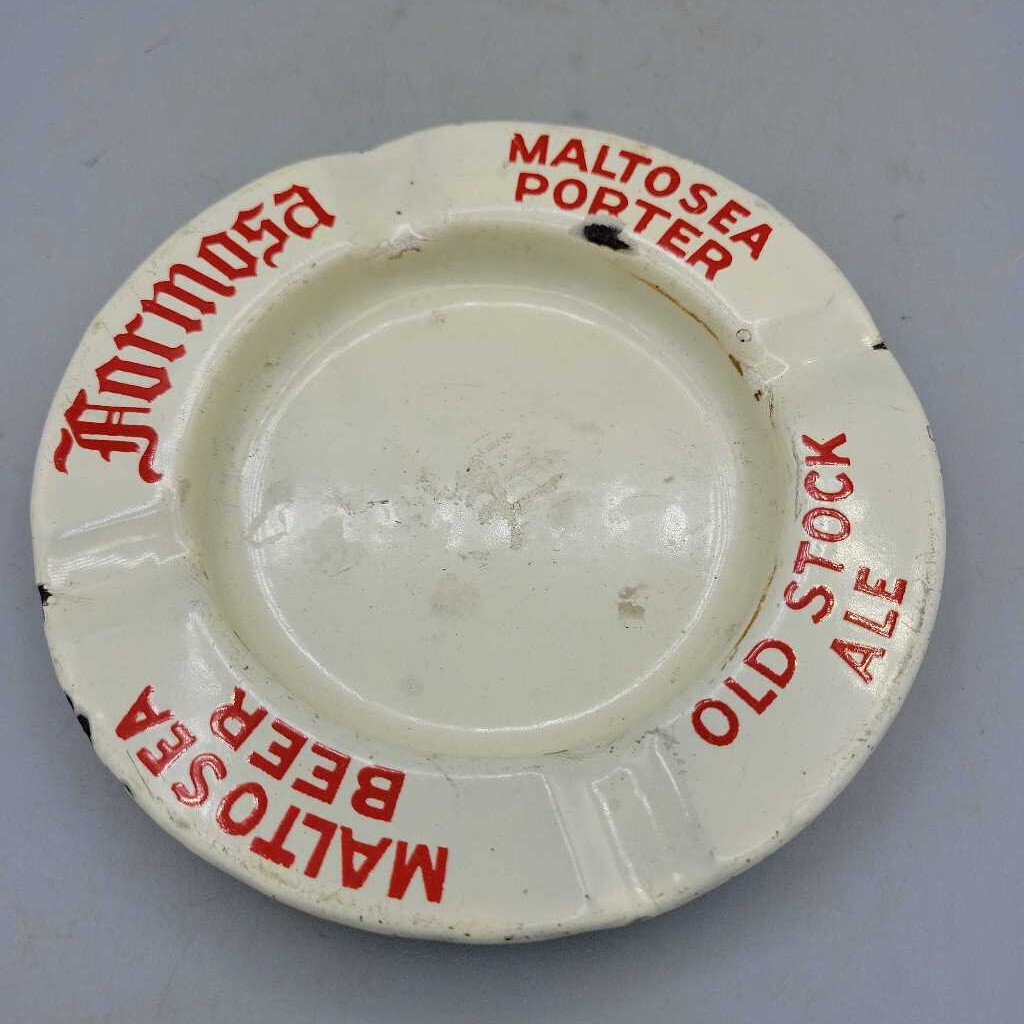 Formosa
MALTOSEA
PORTER
OLD STOCK
ALE
MALTOSEA
BEER